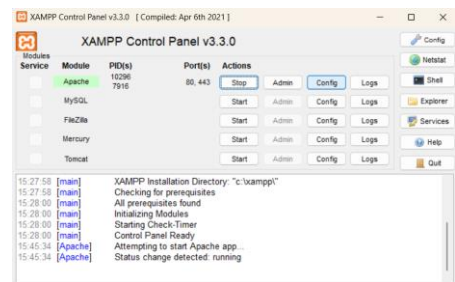 XAMPP Control Panel v3.3.0 [ Compiled: Apr 6th 2021 ]
XAMPP Control Panel v3.3.0
Config
Modules
Service Module PID(s) Port(s) Actions
Netstat
Apache 10296 7916 80, 443 Stop Admin Config Logs
Shell
MySQL Start Admin Config Logs
Explorer
FileZilla Start Admin Config Logs
Services
Mercury Start Admin Config Logs
Help
Tomcat Start Admin Config Logs
Quit
15:27:58 [main] XAMPP Installation Directory: "c:\xampp\"
15:27:58 [main] Checking for prerequisites
15:28:00 [main] All prerequisites found
15:28:00 [main] Initializing Modules
15:28:00 [main] Starting Check-Timer
15:28:00 [main] Control Panel Ready
15:45:34 [Apache] Attempting to start Apache app...
15:45:34 [Apache] Status change detected: running